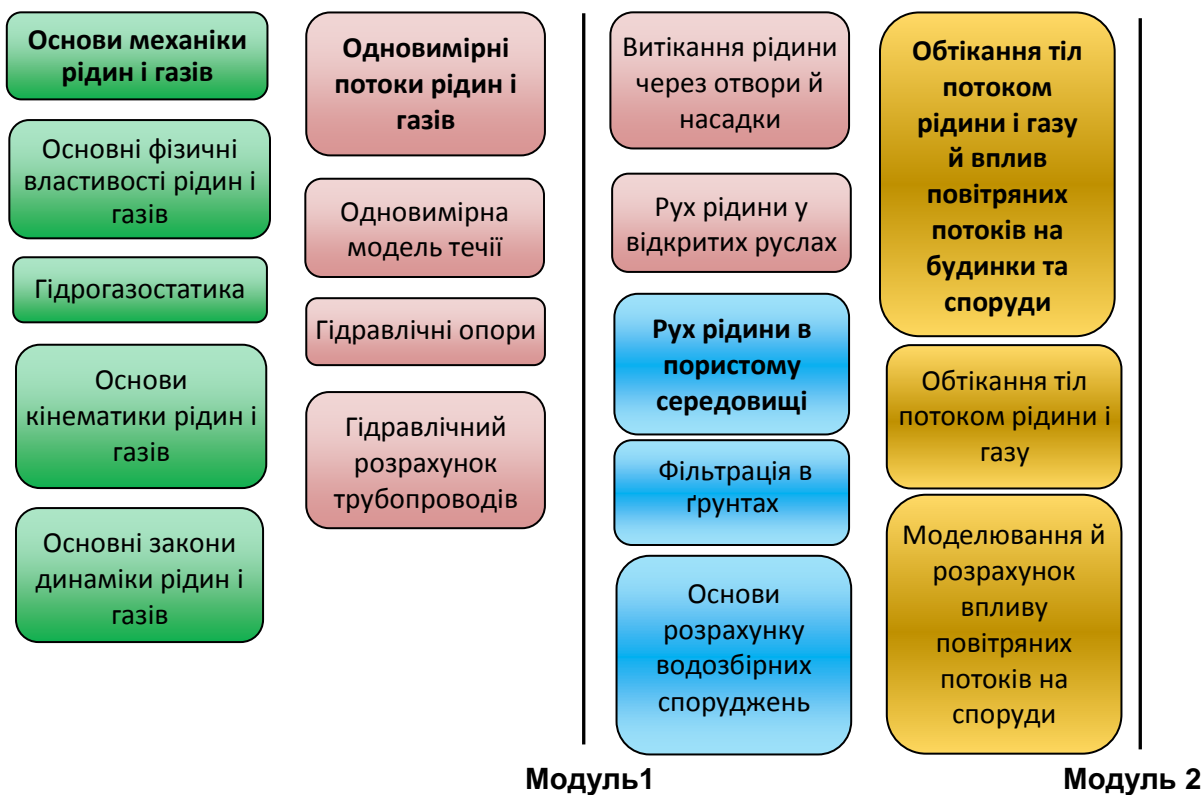 Основи механіки
рідин і газів
Основні фізичні
властивості рідин і
газів
Гідрогазостатика
Основи
кінематики рідин і
газів
Основні закони
динаміки рідин і
газів
Одновимірні
потоки рідин і
газів
Одновимірна
модель течії
Гідравлічні опори
Гідравлічний
розрахунок
трубопроводів
Витікання рідини
через отвори й
насадки
Рух рідини у
відкритих руслах
Рух рідини в
пористому
середовищі
Фільтрація в
ґрунтах
Основи
розрахунку
водозбірних
споруджень
Обтікання тіл
потоком
рідини і газу
й вплив
повітряних
потоків на
будинки та
споруди
Обтікання тіл
потоком рідини і
газу
Моделювання й
розрахунок
впливу
повітряних
потоків на
споруди
Модуль1
Модуль 2